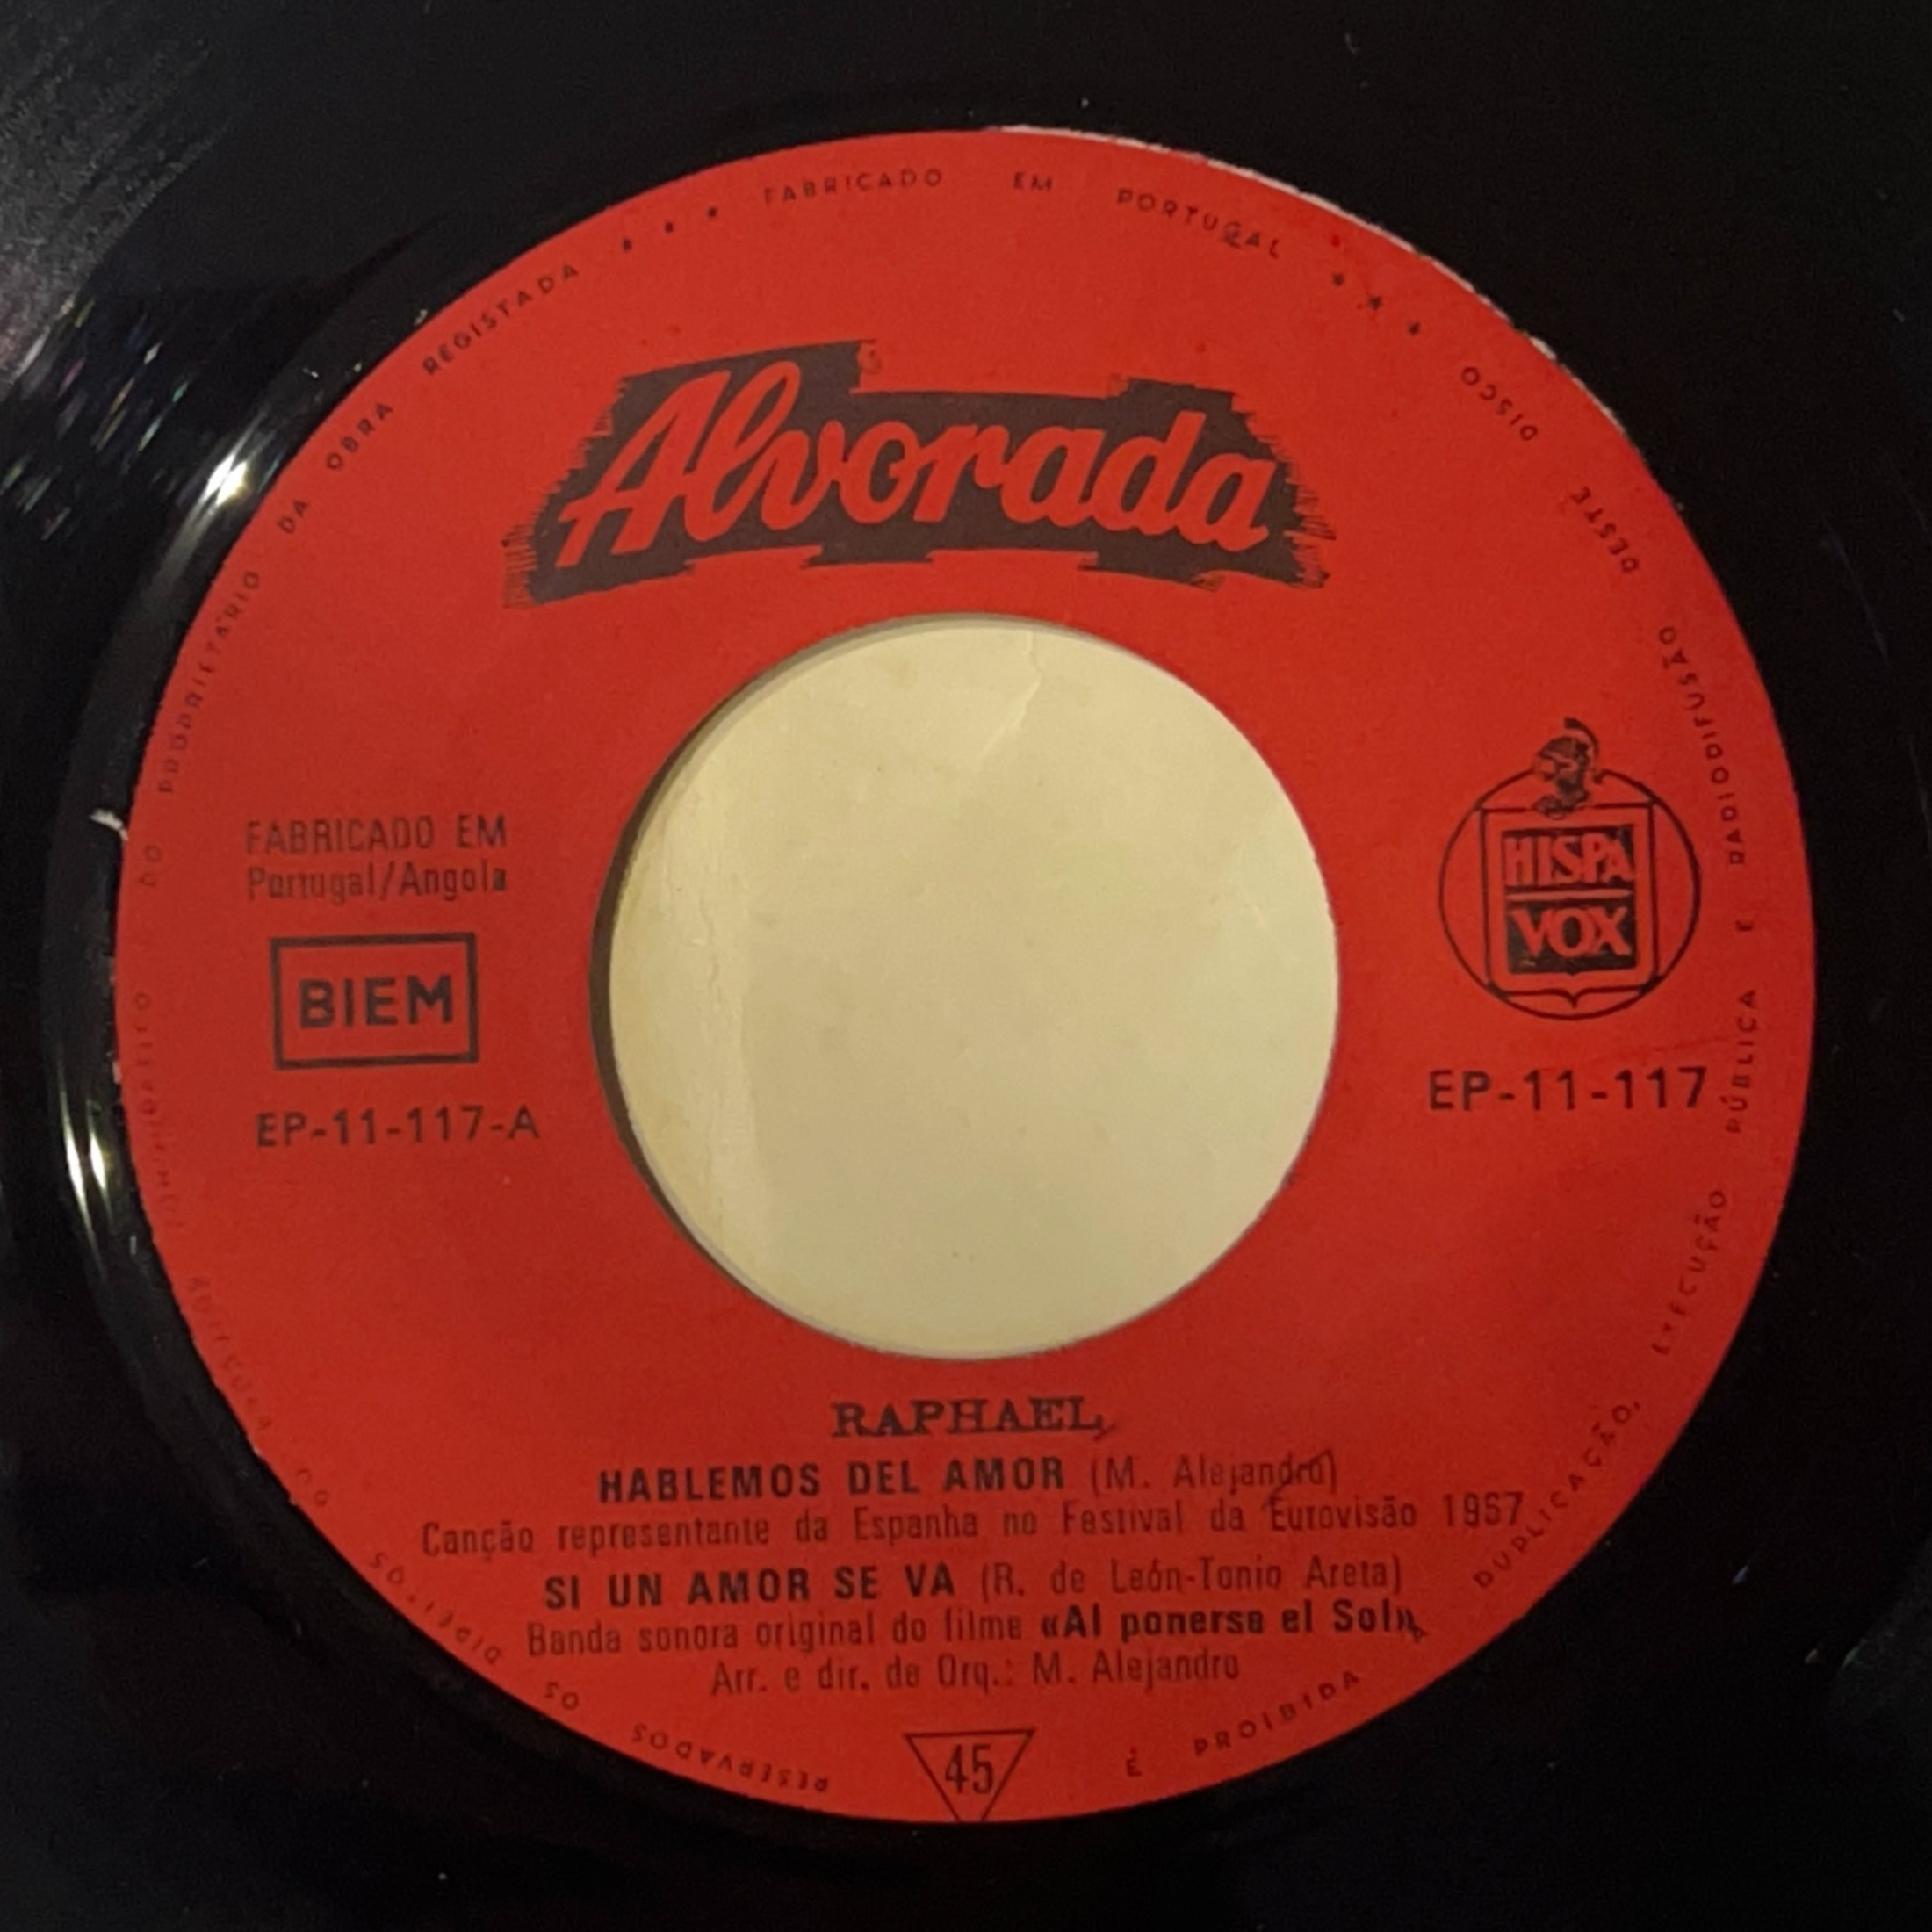 FABRICADO EM PORTUGAL
Alvorada
FABRICADO EM
Portugal/Angola
BIEM
EP-11-117-A
HISPA
VOX
EP-11-117
RAPHAEL
HABLEMOS DEL AMOR (M. Alejandro)
Canção representante da Espanha no Festival da Eurovisão 1967
SI UN AMOR SE VA (R. de León-Tonio Areta)
Banda sonora original do filme «Al ponerse el Sol»
Arr. e dir. de Orq.: M. Alejandro
45
É PROIBIDA A DUPLICAÇÃO, EXECUÇÃO PÚBLICA E RADIODIFUSÃO DESTE DISCO
RESERVADOS OS DIREITOS DO PRODUTOR DO DO PROPRIETÁRIO DA OBRA REGISTADA